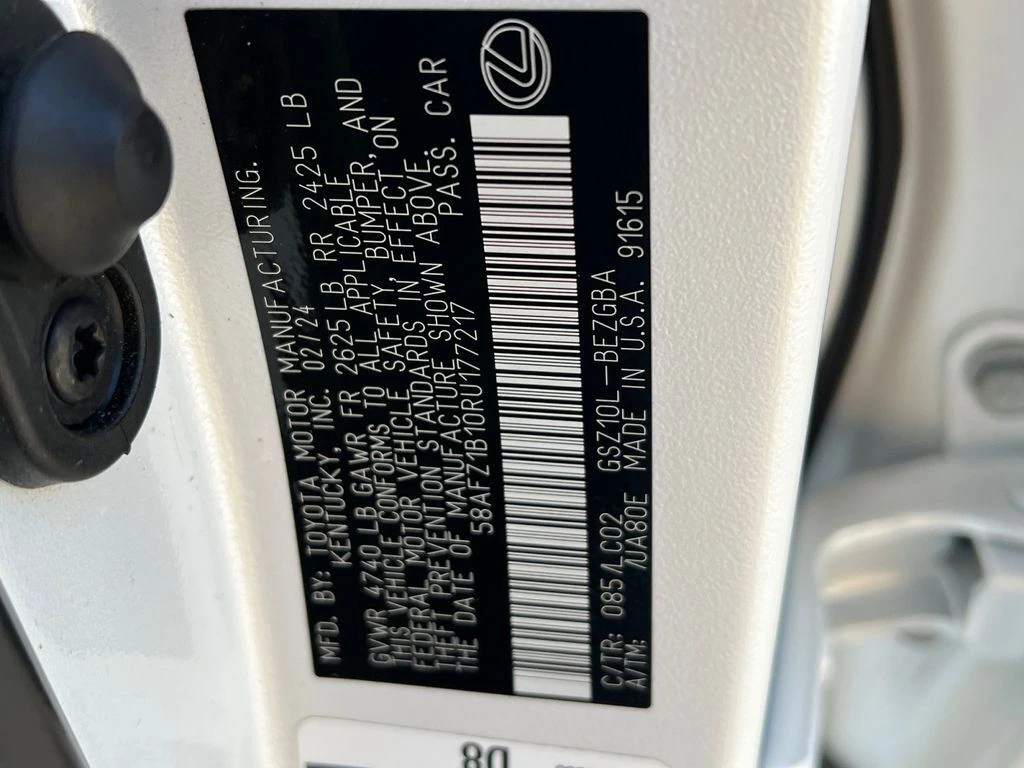 MFD. BY: TOYOTA MOTOR MANUFACTURING.
KENTUCKY, INC. 02/24
GVWR 4740 LB GAWR FR 2625 LB RR 2425 LB
THIS VEHICLE CONFORMS TO ALL APPLICABLE
FEDERAL MOTOR VEHICLE SAFETY, BUMPER, AND
THEFT PREVENTION STANDARDS IN EFFECT ON
THE DATE OF MANUFACTURE SHOWN ABOVE.
58AFZ1B10RU177217 PASS. CAR
C/TR: 085/LC02 GSZ10L-BEZGBA
A/TM: /UA80E MADE IN U.S.A. 91615
80